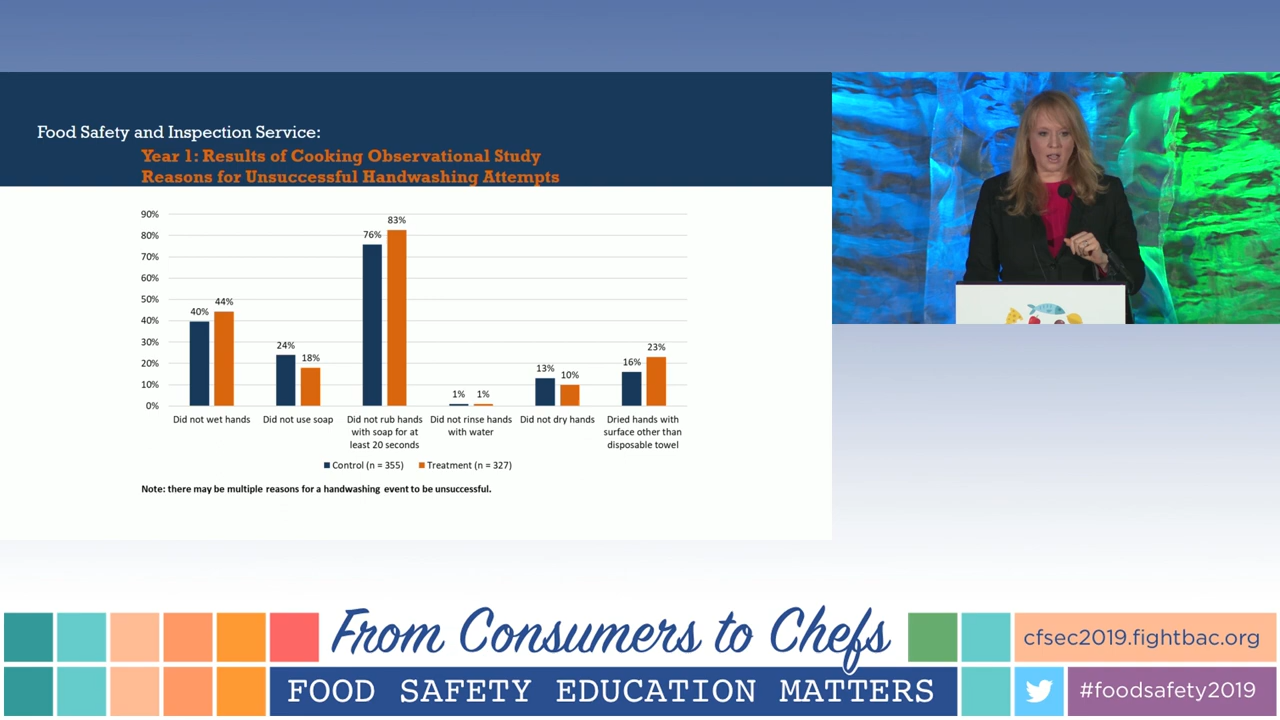 Food Safety and Inspection Service:
Year 1: Results of Cooking Observational Study
Reasons for Unsuccessful Handwashing Attempts
90%
80%
70%
60%
50%
40%
30%
20%
10%
0%
40%
44%
24%
18%
76%
83%
1%
1%
13%
10%
16%
23%
Did not wet hands
Did not use soap
Did not rub hands
with soap for at
least 20 seconds
Did not rinse hands
with water
Did not dry hands
Dried hands with
surface other than
disposable towel
Control (n = 355)
Treatment (n = 327)
Note: there may be multiple reasons for a handwashing event to be unsuccessful.
From Consumers to Chefs
FOOD SAFETY EDUCATION MATTERS
cfsec2019.fightbac.org
#foodsafety2019